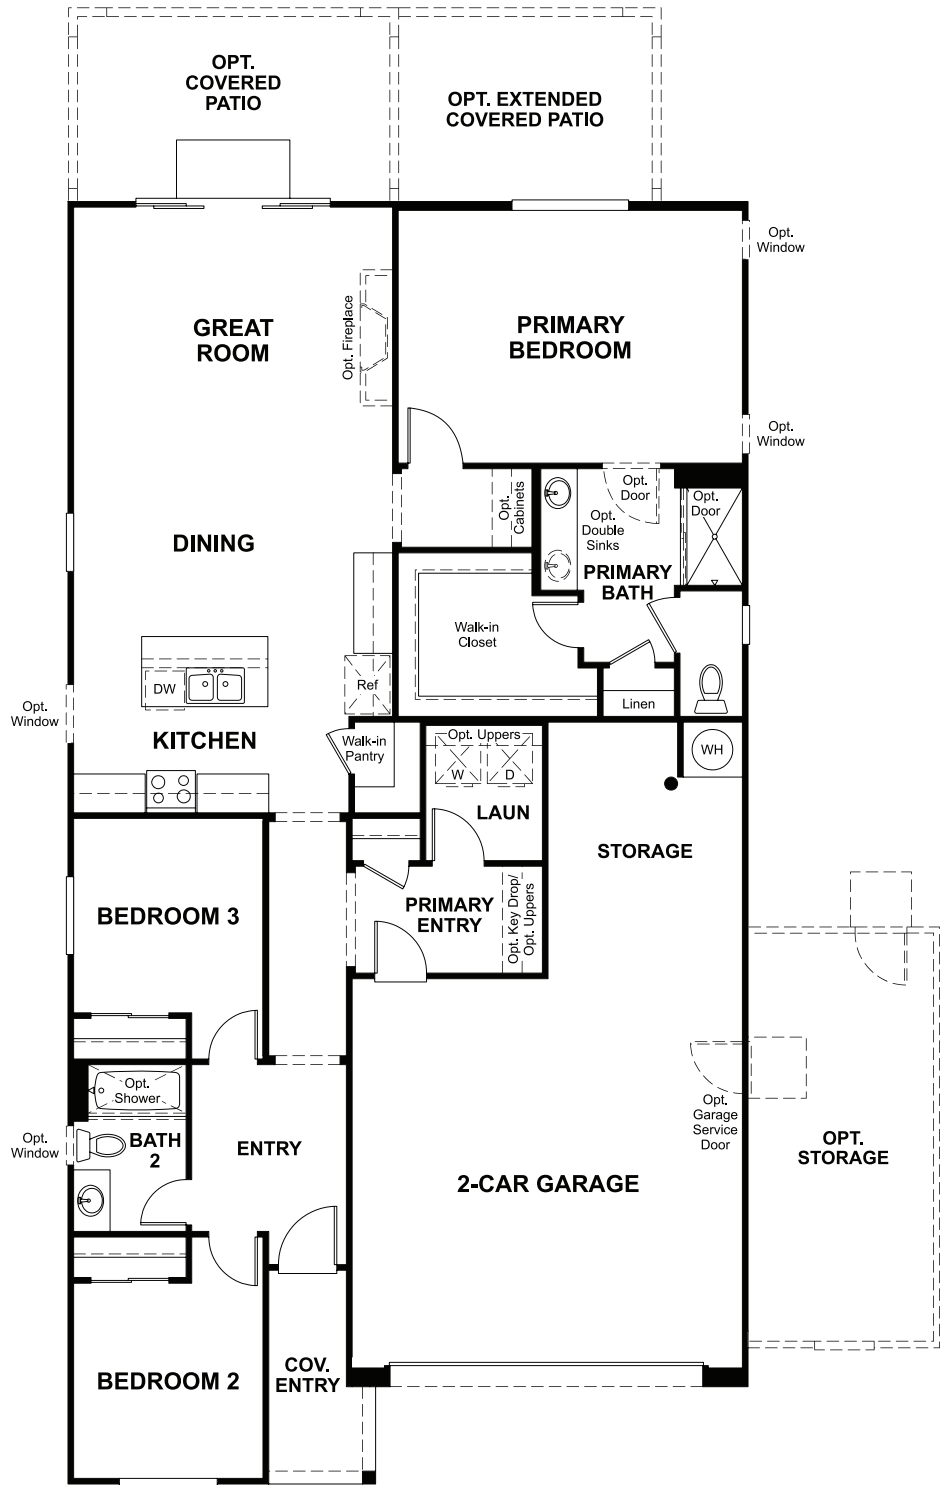 OPT.
COVERED
PATIO
OPT. EXTENDED
COVERED PATIO
Opt.
Window
GREAT
ROOM
Opt. Fireplace
PRIMARY
BEDROOM
Opt.
Window
Opt.
Cabinets
Opt.
Door
Opt.
Door
Opt.
Double
Sinks
DINING
PRIMARY
BATH
Walk-in
Closet
DW
Ref
Linen
Opt.
Window
KITCHEN
Walk-in
Pantry
Opt. Uppers
W
D
WH
LAUN
STORAGE
BEDROOM 3
PRIMARY
ENTRY
Opt. Key Drop/
Opt. Uppers
Opt.
Shower
Opt.
Window
BATH
2
ENTRY
Opt.
Garage
Service
Door
OPT.
STORAGE
2-CAR GARAGE
COV.
ENTRY
BEDROOM 2